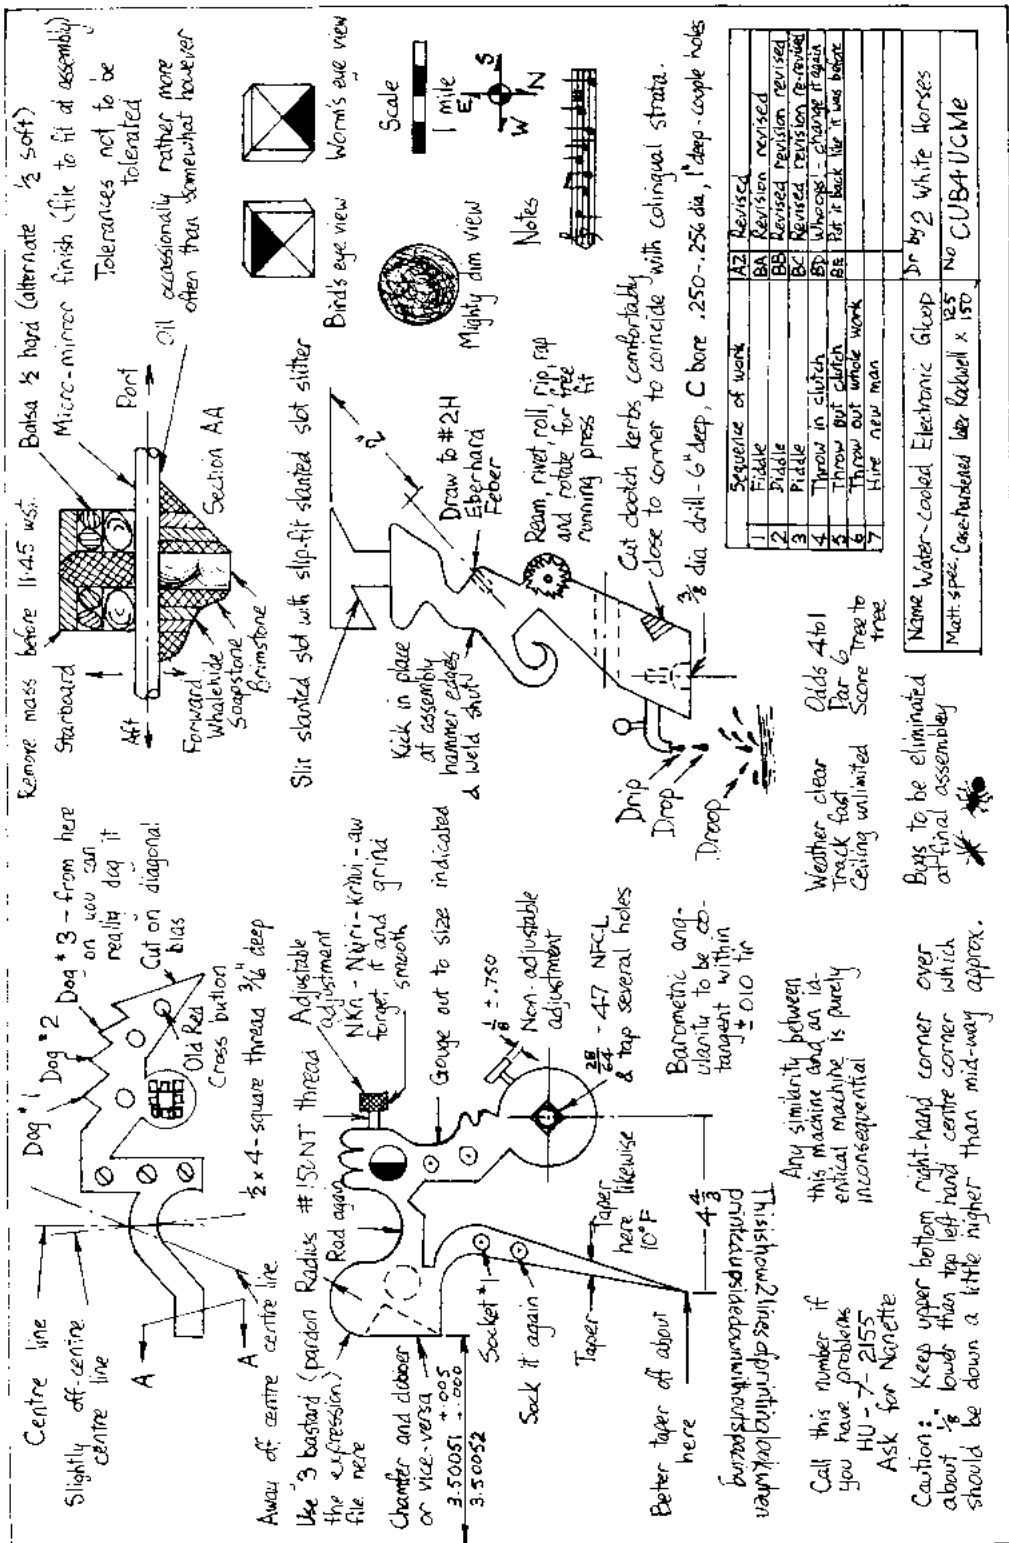 Centre line
Slightly off-centre
centre line
Dog #1
Dog #2
Dog #3 - from here
on you can
really dog it
Cut on diagonal
bias
Old Red
Cross button
A
A
Away off centre line
½ x 4 - square thread 3/16" deep
Remove mass before 11:45 wst.
Balsa ½ hard (alternate ½ soft)
Micro-mirror finish (file to fit at assembly)
Tolerances not to be
tolerated
Oil occassionally rather more
often than somewhat however
Starboard
Port
Aft
Forward
Whalehide
Soapstone
Brimstone
Section AA
Use #3 bastard (pardon
the expression)
file here
Radius #150NT thread
Rad again
Adjustable
adjustment
forget it and grind
smooth
Gouge out to size indicated
Chamfer and
or vice-versa
3.50051 +.005 -.000
3.50052
Socket #1
Sock it again
Taper
Taper
here likewise
10°F
Non-adjustable
adjustment
1/8 ± .750
28/64 - 47 NFCL
& tap several holes
4 4/3
Better taper off about
here
Thisishow2linesofprintinglookwhen
printedupsidedownwithoutspacing
Barometric ang-
ularity to be co-
tangent within
± .010 tir
Any similarity between
this machine and an id-
entical machine is purely
inconsequential
Call this number if
you have problems
HU - 7 - 2155
Ask for Nanette
Caution: Keep upper bottom right-hand corner over
about 1/8" lower than top left hand centre corner which
should be down a little higher than mid-way approx.
Slit slanted slot with slip-fit slanted slot slitter
2"
Kick in place
at assembly
hammer edges
& weld shut
Draw to #2H
Eberhard
Feber
Ream, rivet, roll, rip, rap
and rotate for free
running press fit
Cut clootch kerbs comfortably
close to corner to coincide with colingual strata.
3/8 dia drill - 6" deep, C bore .250-.256 dia, 1" deep - couple holes
Drip
Drop
Droop
Bird's eye view
Worm's eye view
Mighty dim view
Scale
1 mile
E
S
W
N
Notes
Weather clear
Track fast
Ceiling unlimited
Odds 4 to 1
Par 6
Score Tree to
tree
Bugs to be eliminated
at final assembley
Sequence of work
1 Fiddle
2 Diddle
3 Piddle
4 Throw in clutch
5 Throw out clutch
6 Throw out whole work
7 Hire new man
AZ Revised
BA Revision revised
BB Revised revision revised
BC Revised revision re-revised
BD Whoops! - change it again
BE Put it back like it was before
Name Water-cooled Electronic Gloop
Dr by 2 White Horses
Matt. spec. Case-hardened Rockwell x 125 150
No CUB4UCME